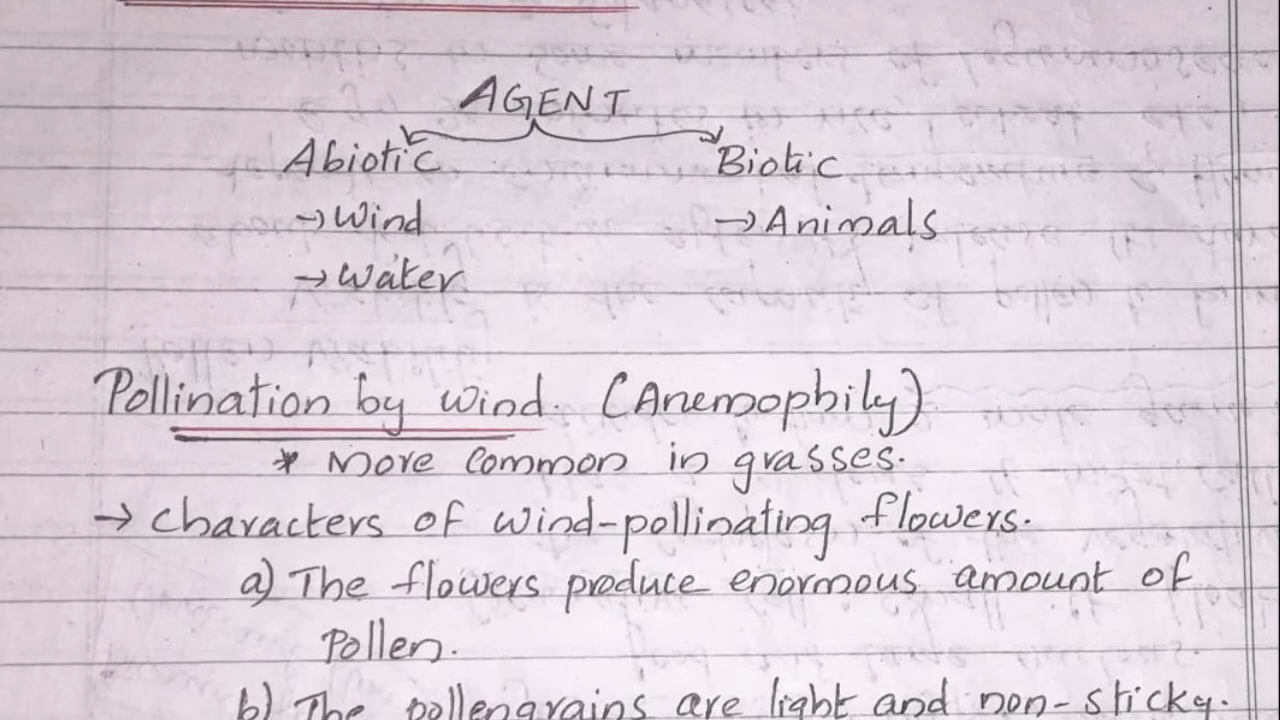 AGENT
Abiotic Biotic
→ Wind → Animals
→ Water
Pollination by wind. (Anemophily)
* More common in grasses.
→ Characters of wind-pollinating flowers.
a) The flowers produce enormous amount of
Pollen.
b) The pollengrains are light and non-sticky.